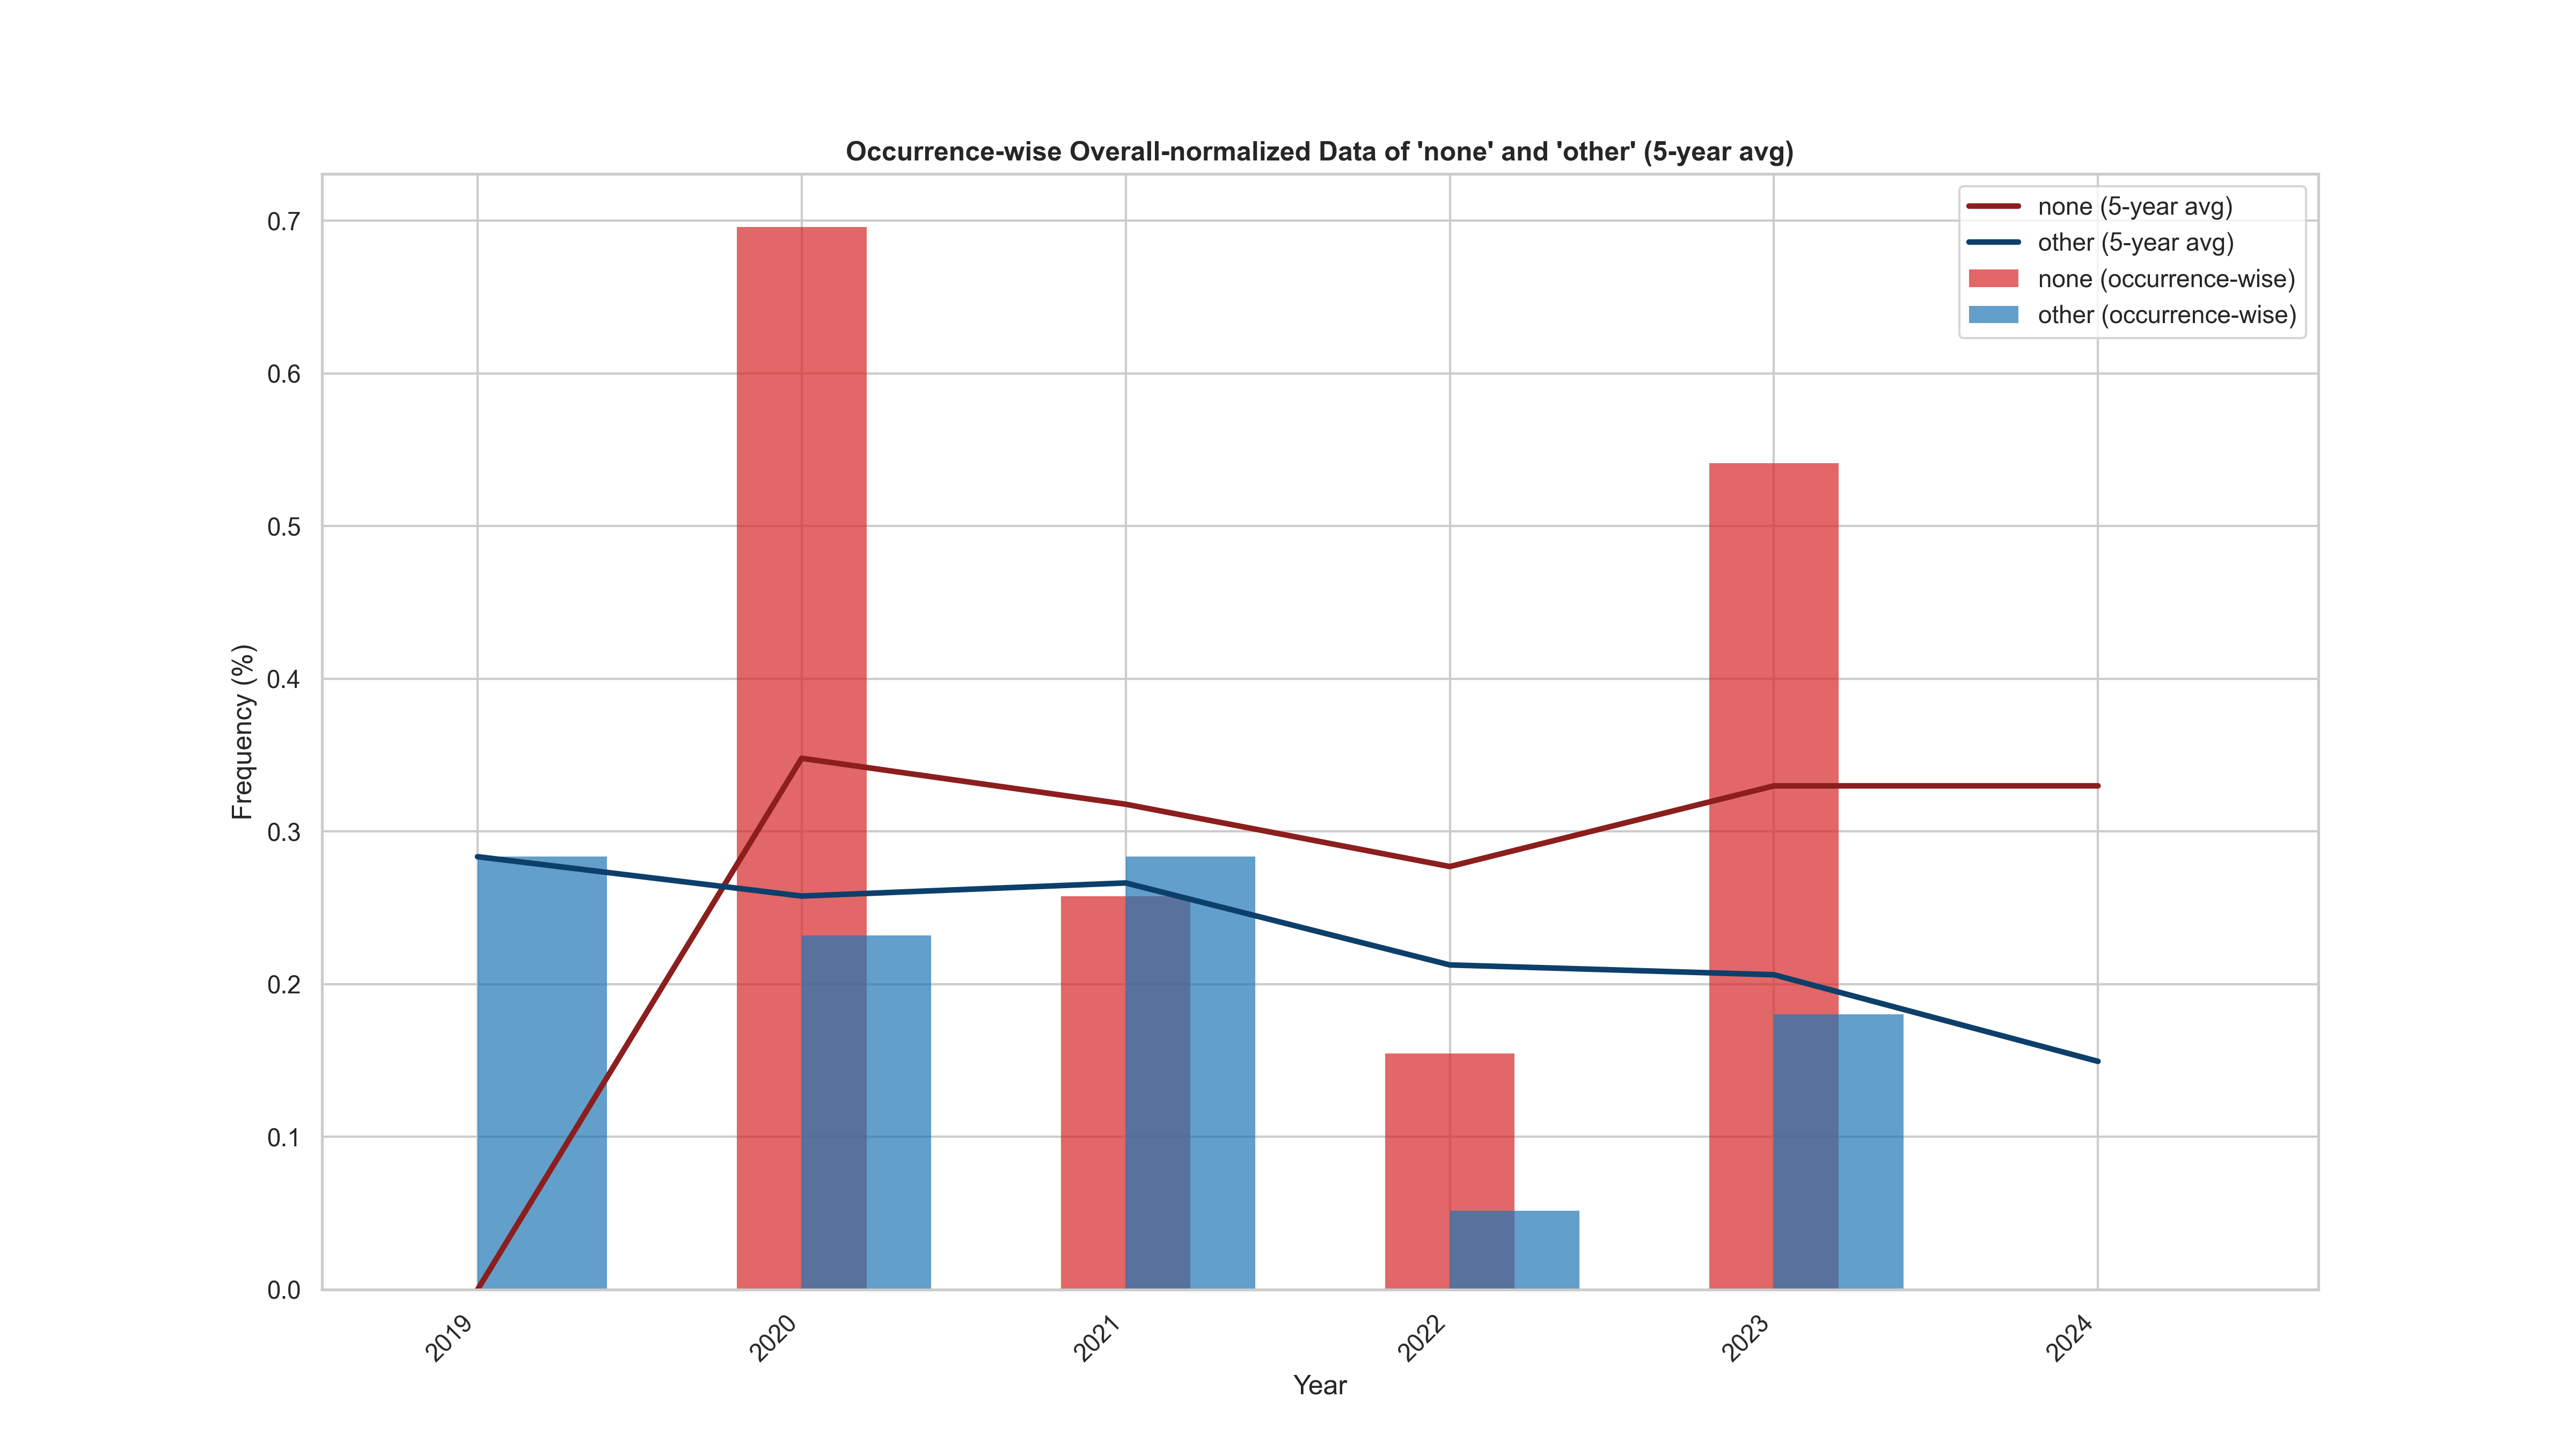 Occurrence-wise Overall-normalized Data of 'none' and 'other' (5-year avg)
none (5-year avg)
other (5-year avg)
none (occurrence-wise)
other (occurrence-wise)
Frequency (%)
0.7
0.6
0.5
0.4
0.3
0.2
0.1
0.0
2019
2020
2021
2022
2023
2024
Year